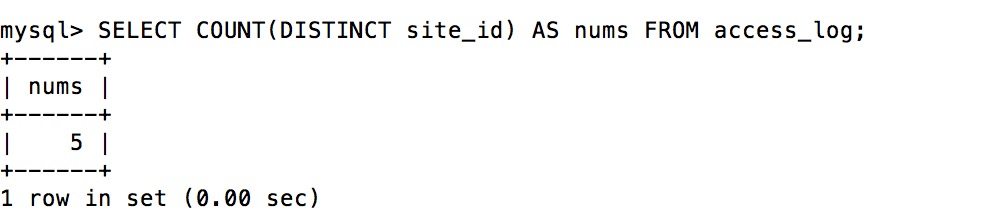 mysql> SELECT COUNT(DISTINCT site_id) AS nums FROM access_log;
+------+
| nums |
+------+
|    5 |
+------+
1 row in set (0.00 sec)